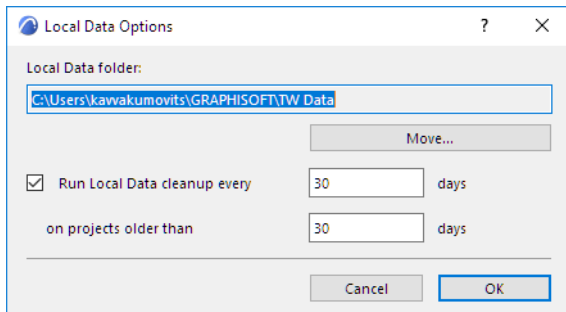 Local Data Options
?
Local Data folder:
C:\Users\kavvakumovits\GRAPHISOFT\TW Data
Move...
Run Local Data cleanup every 30 days
on projects older than 30 days
Cancel OK